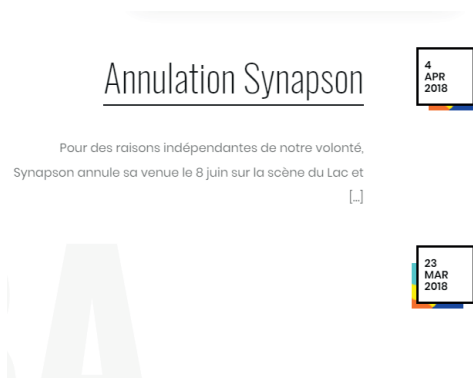 Annulation Synapson
4
APR
2018
Pour des raisons indépendantes de notre volonté,
Synapson annule sa venue le 8 juin sur la scène du Lac et
[...]
23
MAR
2018
A